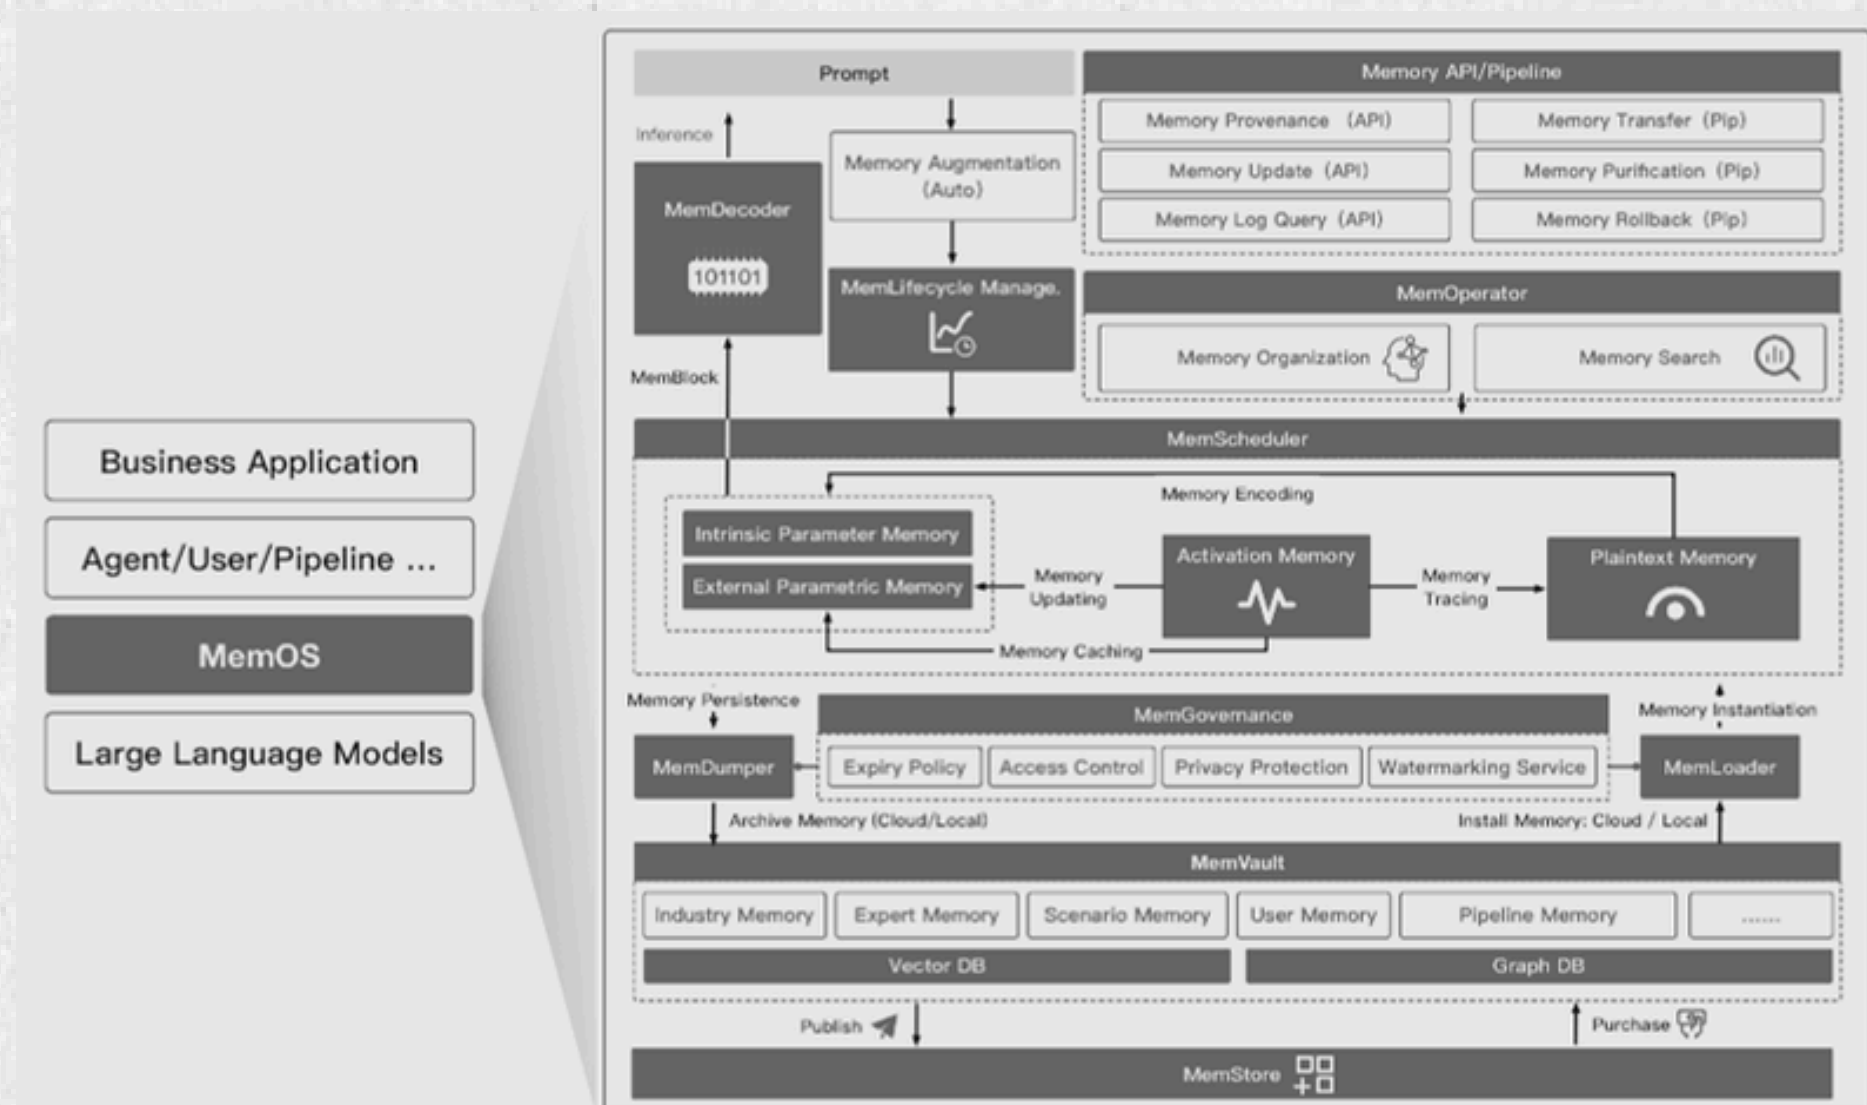 Business Application
Agent/User/Pipeline ...
MemOS
Large Language Models
Prompt
Inference
MemDecoder
101101
MemBlock
Memory Augmentation
(Auto)
MemLifecycle Manage.
Memory API/Pipeline
Memory Provenance (API)
Memory Transfer (Pip)
Memory Update (API)
Memory Purification (Pip)
Memory Log Query (API)
Memory Rollback (Pip)
MemOperator
Memory Organization
Memory Search
MemScheduler
Memory Encoding
Intrinsic Parameter Memory
External Parametric Memory
Memory
Updating
Activation Memory
Memory
Tracing
Plaintext Memory
Memory Caching
Memory Persistence
MemDumper
MemGovernance
Expiry Policy
Access Control
Privacy Protection
Watermarking Service
Memory Instantiation
MemLoader
Archive Memory (Cloud/Local)
Install Memory: Cloud / Local
MemVault
Industry Memory
Expert Memory
Scenario Memory
User Memory
Pipeline Memory
......
Vector DB
Graph DB
Publish
Purchase
MemStore